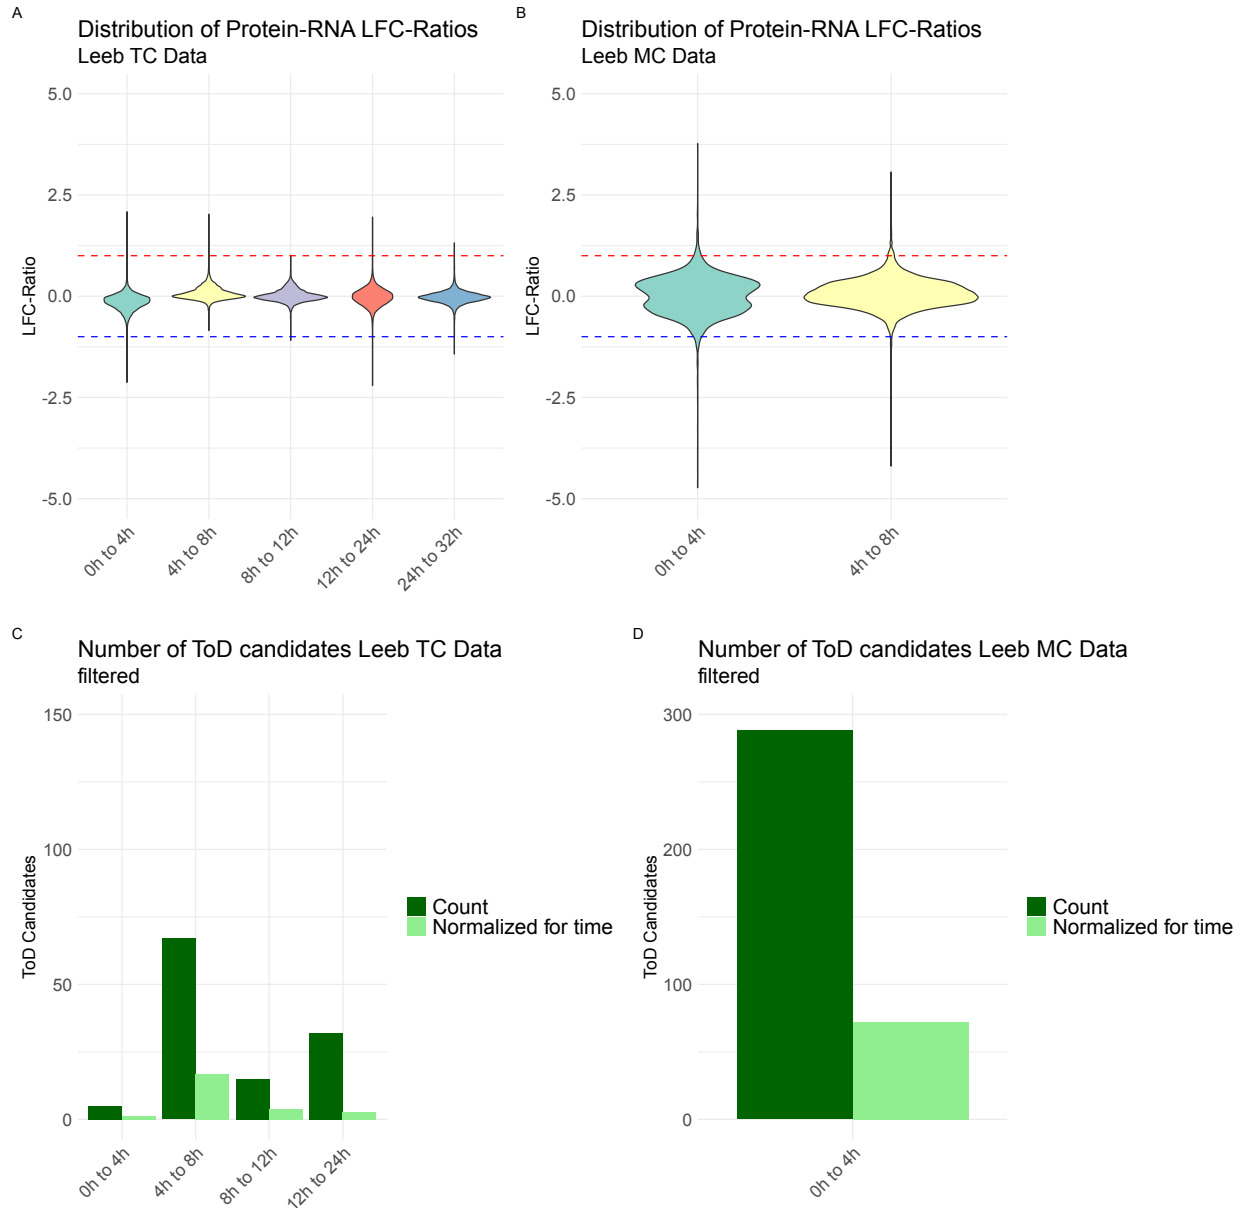 A
Distribution of Protein-RNA LFC-Ratios
Leeb TC Data
5.0
2.5
0.0
-2.5
-5.0
LFC-Ratio
0h to 4h
4h to 8h
8h to 12h
12h to 24h
24h to 32h
B
Distribution of Protein-RNA LFC-Ratios
Leeb MC Data
5.0
2.5
0.0
-2.5
-5.0
LFC-Ratio
0h to 4h
4h to 8h
C
Number of ToD candidates Leeb TC Data
filtered
150
100
50
0
ToD Candidates
0h to 4h
4h to 8h
8h to 12h
12h to 24h
Count
Normalized for time
D
Number of ToD candidates Leeb MC Data
filtered
300
200
100
0
ToD Candidates
0h to 4h
Count
Normalized for time